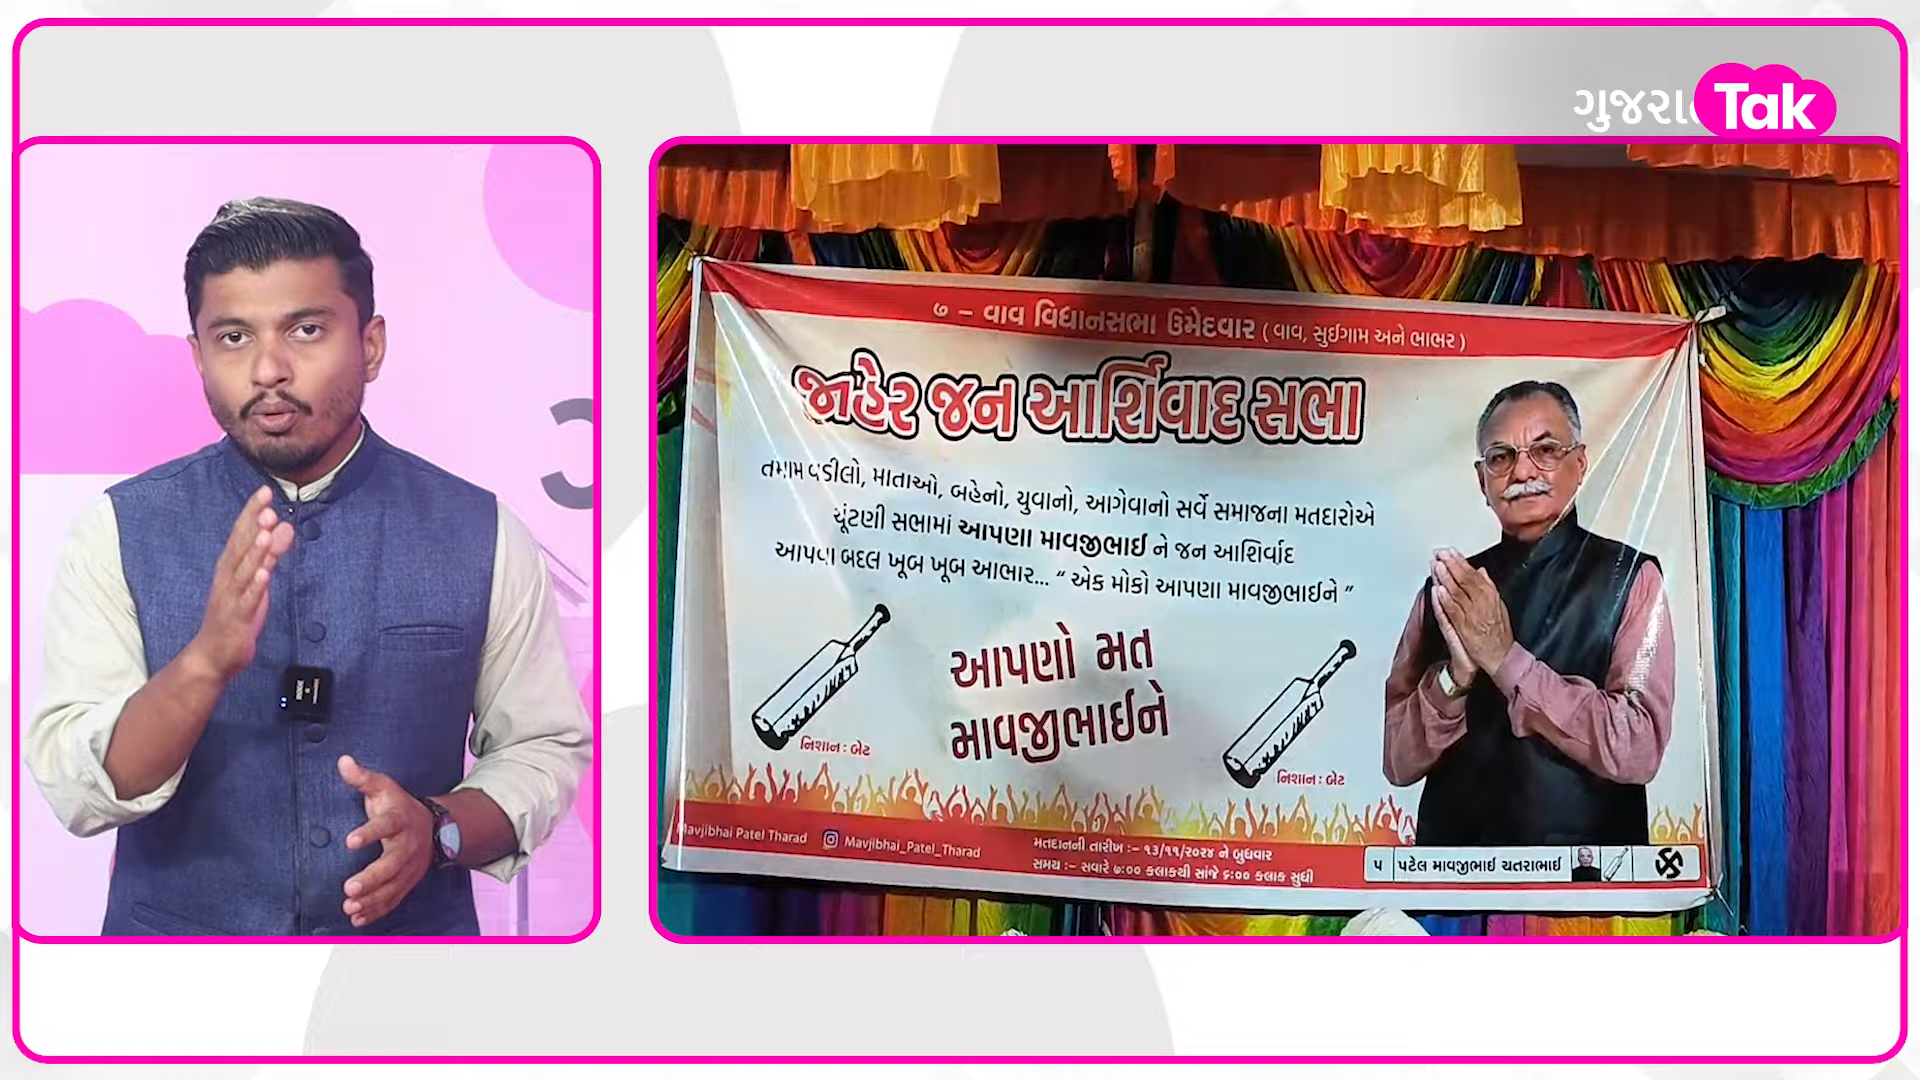 ગુજરાત Tak
૭ – વાવ વિધાનસભા ઉમેદવાર ( વાવ, સુઈગામ અને ભાભર )
જાહેર જન આર્શિવાદ સભા
તમામ વડીલો, માતાઓ, બહેનો, યુવાનો, આગેવાનો સર્વે સમાજના મતદારોએ
ચૂંટણી સભામાં આપણા માવજીભાઈ ને જન આશિર્વાદ
આપવા બદલ ખૂબ ખૂબ આભાર... “ એક મોકો આપણા માવજીભાઈને ”
આપણો મત
માવજીભાઈને
નિશાન : બેટ
નિશાન : બેટ
Mavjibhai Patel Tharad
Mavjibhai_Patel_Tharad
મતદાનની તારીખ :– ૧૩/૧૧/૨૦૨૪ ને બુધવાર
સમય :– સવારે ૭:૦૦ કલાકથી સાંજે ૬:૦૦ કલાક સુધી
૫ પટેલ માવજીભાઈ ચતરાભાઈ